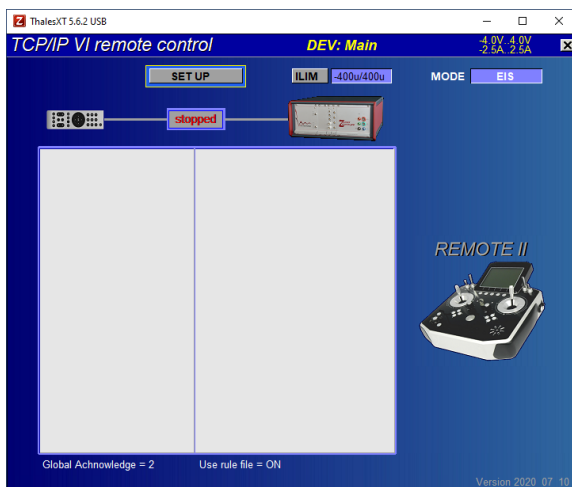 ThalesXT 5.6.2 USB
TCP/IP VI remote control
DEV: Main
-4.0V..4.0V
-2.5A..2.5A
SET UP
ILIM
-400u/400u
MODE
EIS
stopped
REMOTE II
Global Achnowledge = 2
Use rule file = ON
Version 2020 07 10